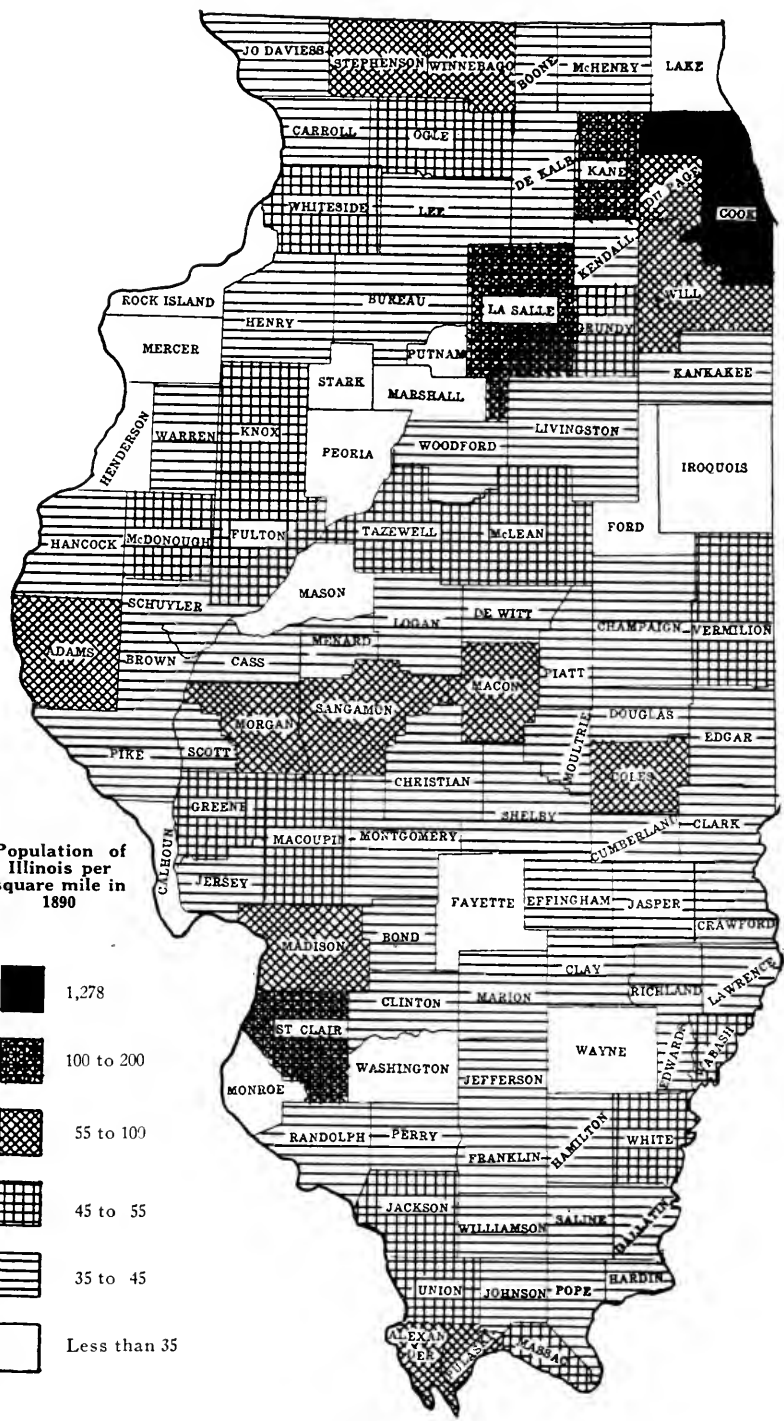 JO DAVIESS
STEPHENSON
WINNEBAGO
BOONE
McHENRY
LAKE
CARROLL
OGLE
DE KALB
KANE
DU PAGE
COOK
WHITESIDE
LEE
KENDALL
ROCK ISLAND
HENRY
BUREAU
LA SALLE
GRUNDY
WILL
MERCER
STARK
PUTNAM
MARSHALL
KANKAKEE
HENDERSON
WARREN
KNOX
PEORIA
WOODFORD
LIVINGSTON
IROQUOIS
HANCOCK
McDONOUGH
FULTON
TAZEWELL
McLEAN
FORD
MASON
SCHUYLER
ADAMS
BROWN
CASS
MENARD
LOGAN
DE WITT
CHAMPAIGN
VERMILION
PIATT
MACON
MORGAN
SANGAMON
PIKE
SCOTT
MOULTRIE
DOUGLAS
EDGAR
COLES
CHRISTIAN
GREENE
SHELBY
MACOUPIN
MONTGOMERY
CUMBERLAND
CLARK
CALHOUN
JERSEY
FAYETTE
EFFINGHAM
JASPER
CRAWFORD
MADISON
BOND
CLAY
RICHLAND
LAWRENCE
CLINTON
MARION
ST CLAIR
WASHINGTON
WAYNE
EDWARDS
WABASH
MONROE
JEFFERSON
RANDOLPH
PERRY
FRANKLIN
HAMILTON
WHITE
JACKSON
WILLIAMSON
SALINE
GALLATIN
UNION
JOHNSON
POPE
HARDIN
ALEXAN
DER
PULASKI
MASSAC
Population of
Illinois per
square mile in
1890
1,278
100 to 200
55 to 100
45 to 55
35 to 45
Less than 35